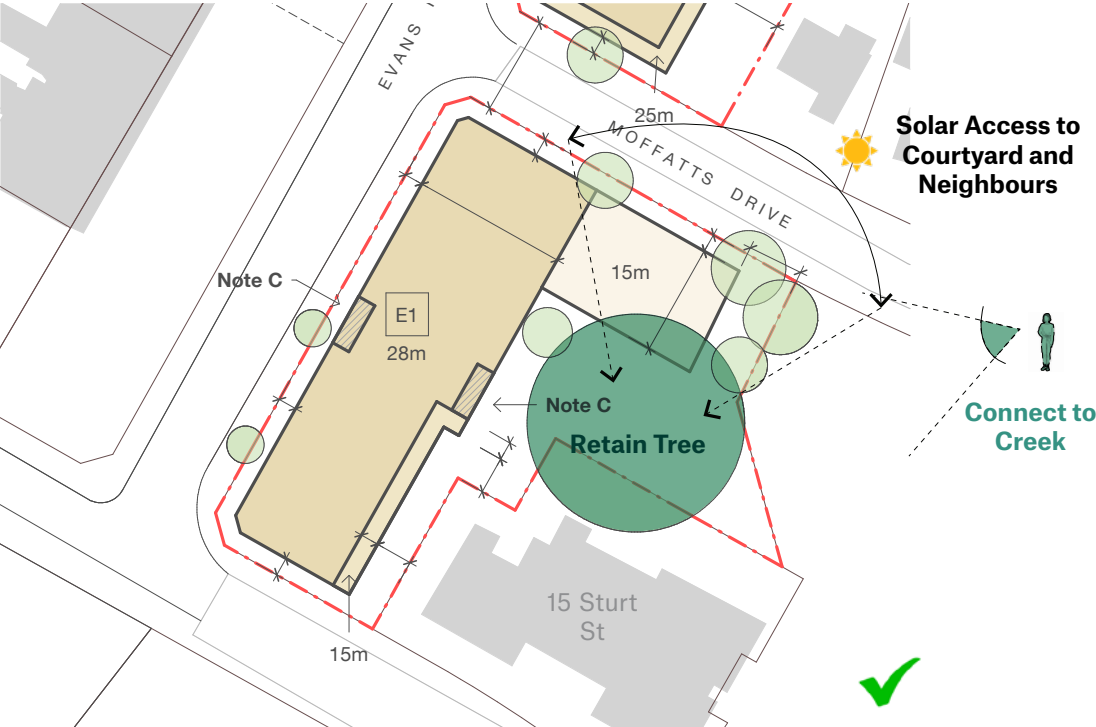 EVANS
25m
MOFFATTS DRIVE
Solar Access to
Courtyard and
Neighbours
15m
Note C
E1
28m
Note C
Retain Tree
Connect to
Creek
15 Sturt
St
15m